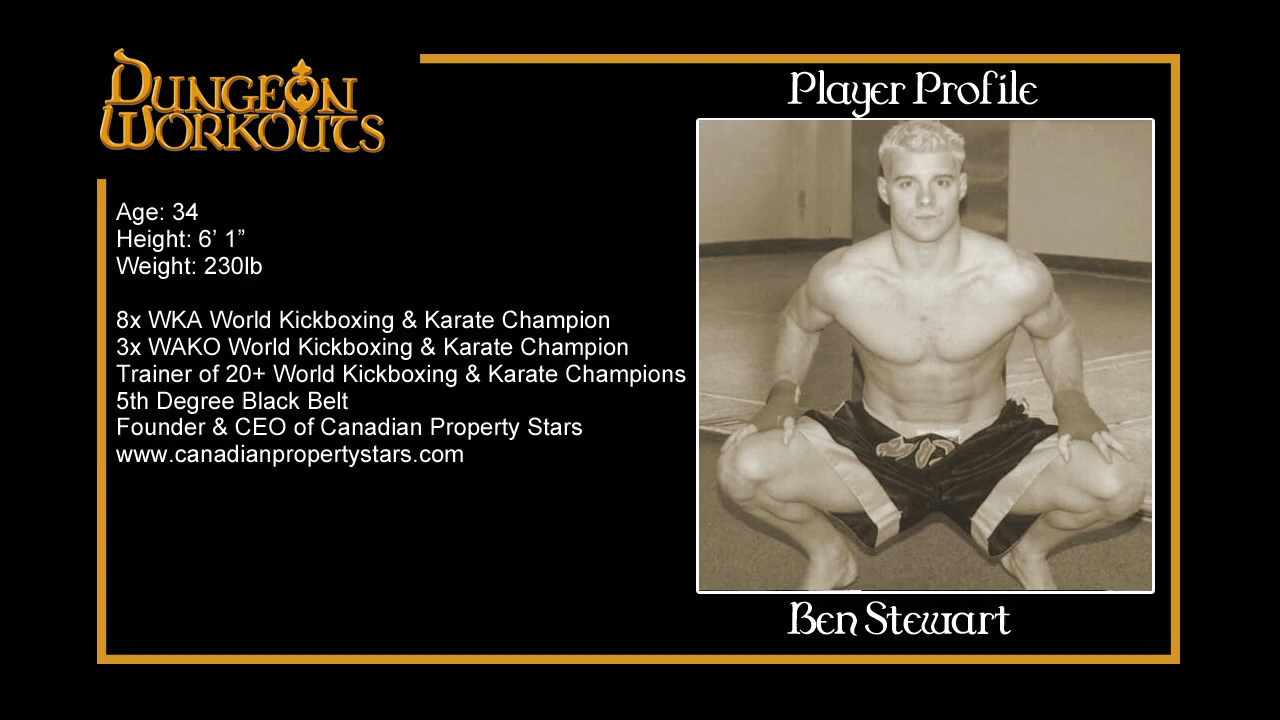 Dungeon
Workouts
Player Profile
Age: 34
Height: 6’ 1”
Weight: 230lb
8x WKA World Kickboxing & Karate Champion
3x WAKO World Kickboxing & Karate Champion
Trainer of 20+ World Kickboxing & Karate Champions
5th Degree Black Belt
Founder & CEO of Canadian Property Stars
www.canadianpropertystars.com
Ben Stewart